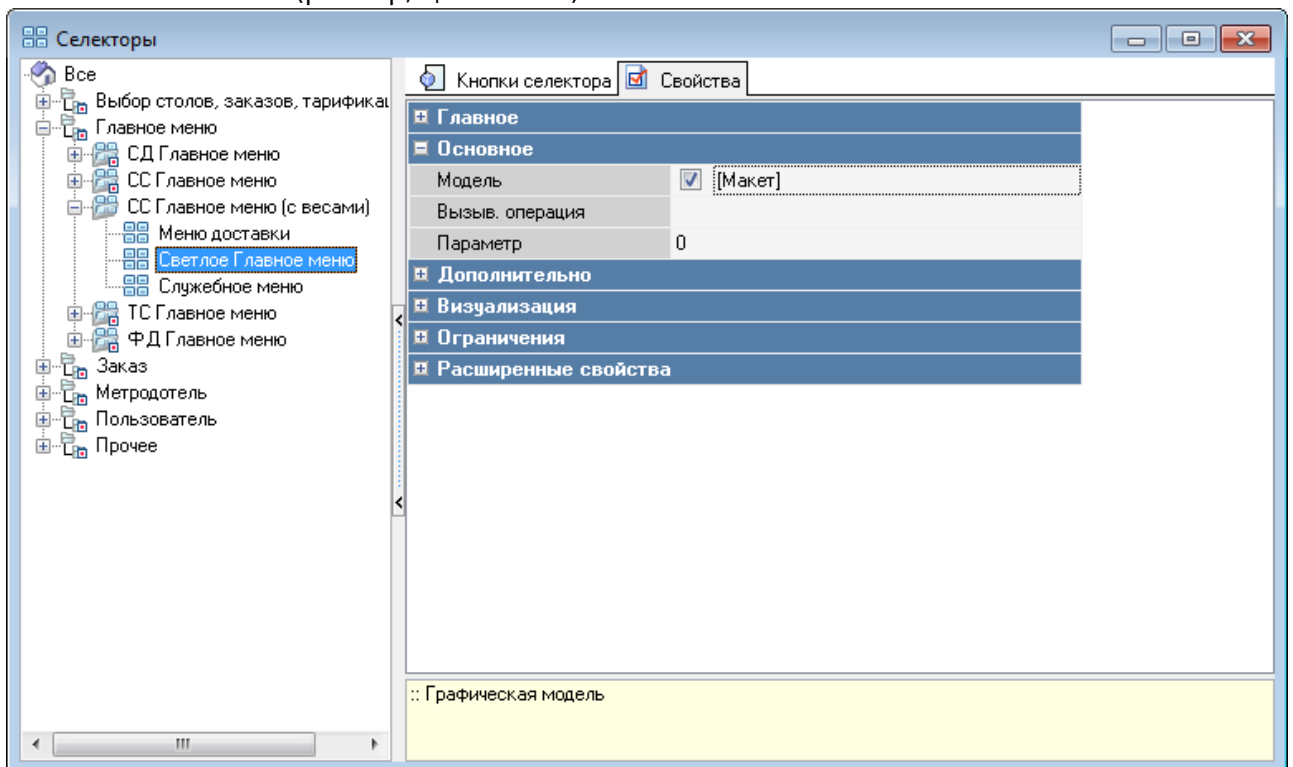 Селекторы
Все
Выбор столов, заказов, тарифика
Главное меню
СД Главное меню
СС Главное меню
СС Главное меню (с весами)
Меню доставки
Светлое Главное меню
Служебное меню
ТС Главное меню
ФД Главное меню
Заказ
Метродотель
Пользователь
Прочее
Кнопки селектора
Свойства
Главное
Основное
Модель [Макет]
Вызыв. операция
Параметр 0
Дополнительно
Визуализация
Ограничения
Расширенные свойства
:: Графическая модель